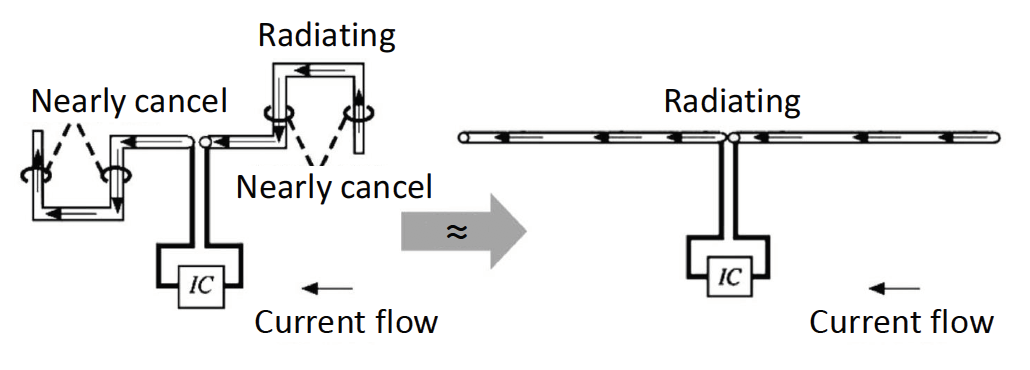 Radiating
Nearly cancel
Nearly cancel
IC
Current flow
≈
Radiating
IC
Current flow